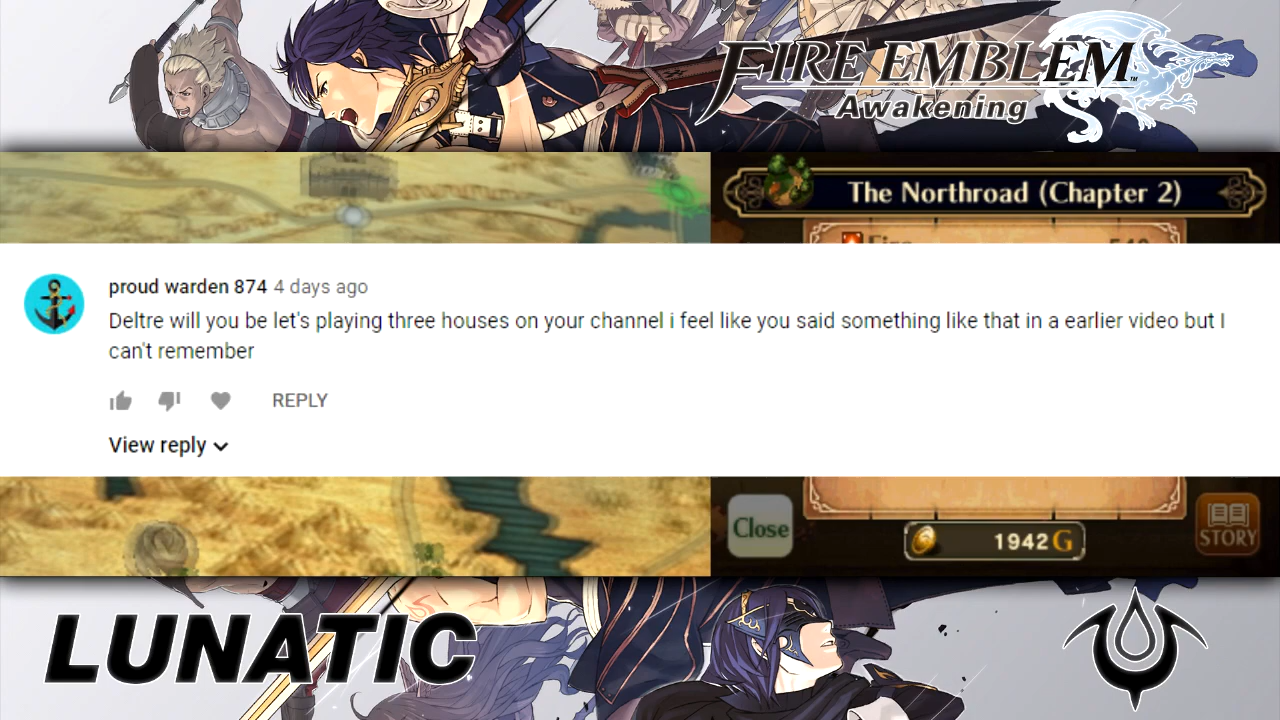 FIRE EMBLEM™
Awakening
The Northroad (Chapter 2)
proud warden 874 4 days ago
Deltre will you be let's playing three houses on your channel i feel like you said something like that in a earlier video but I
can't remember
REPLY
View reply
Close
1942G
STORY
LUNATIC